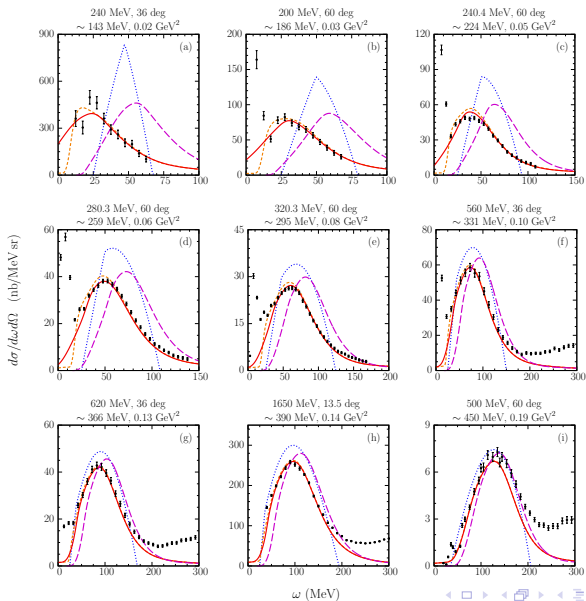 240 MeV, 36 deg
∼ 143 MeV, 0.02 GeV²
200 MeV, 60 deg
∼ 186 MeV, 0.03 GeV²
240.4 MeV, 60 deg
∼ 224 MeV, 0.05 GeV²
900
600
300
0
(a)
0 25 50 75 100
200
150
100
50
0
(b)
0 25 50 75 100
120
80
40
0
(c)
0 50 100 150
280.3 MeV, 60 deg
∼ 259 MeV, 0.06 GeV²
320.3 MeV, 60 deg
∼ 295 MeV, 0.08 GeV²
560 MeV, 36 deg
∼ 331 MeV, 0.10 GeV²
60
40
20
0
(d)
0 50 100 150
45
30
15
0
(e)
0 50 100 150 200
80
60
40
20
0
(f)
0 100 200 300
dσ/dωdΩ (nb/MeV sr)
620 MeV, 36 deg
∼ 366 MeV, 0.13 GeV²
1650 MeV, 13.5 deg
∼ 390 MeV, 0.14 GeV²
500 MeV, 60 deg
∼ 450 MeV, 0.19 GeV²
60
40
20
0
(g)
0 100 200 300
300
200
100
0
(h)
0 100 200 300
9
6
3
0
(i)
0 100 200 300
ω (MeV)